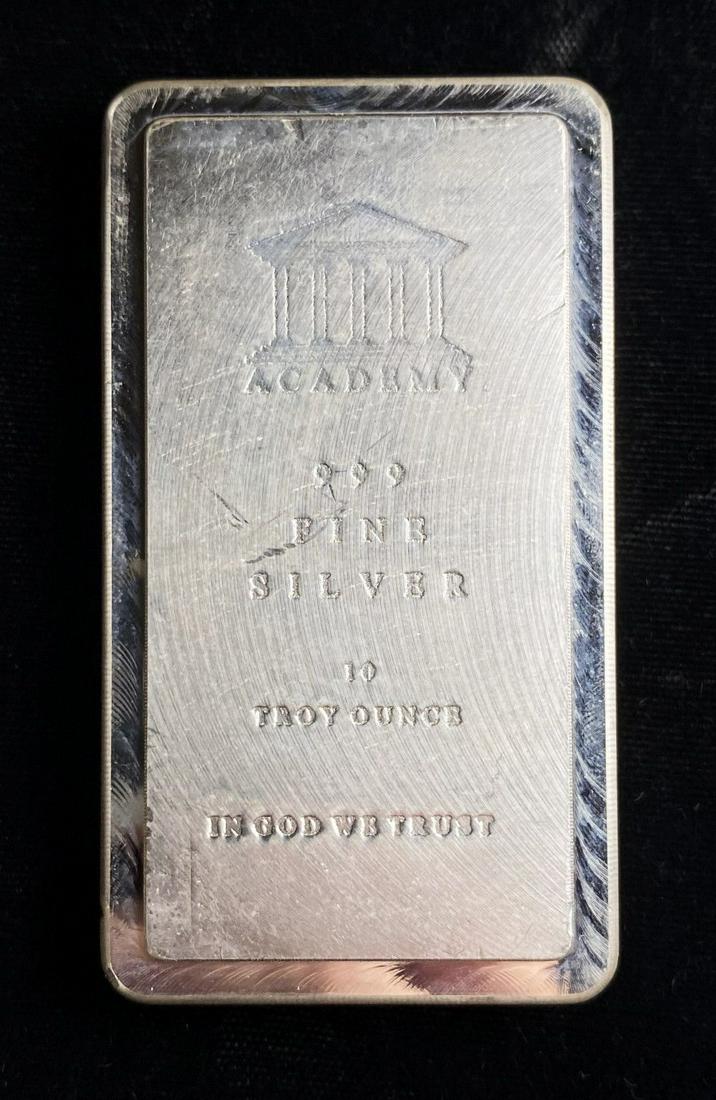 ACADEMY
999
FINE
SILVER
10
TROY OUNCE
IN GOD WE TRUST